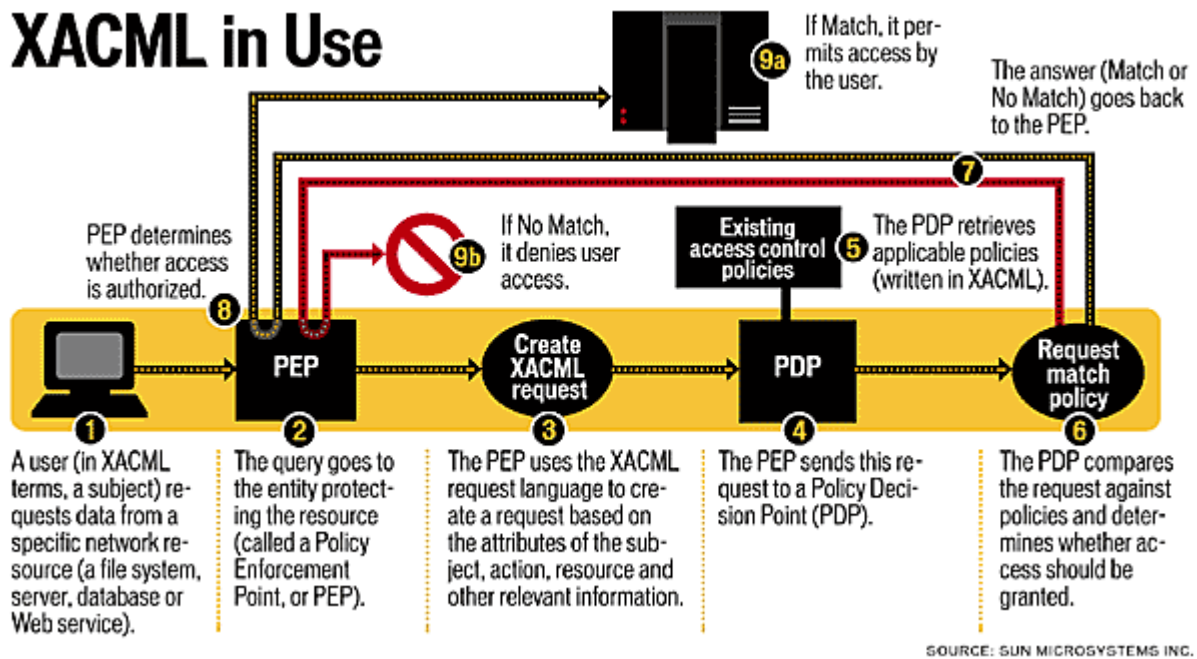 XACML in Use
9a
If Match, it per-
mits access by
the user.
The answer (Match or
No Match) goes back
to the PEP.
7
PEP determines
whether access
is authorized.
8
9b
If No Match,
it denies user
access.
Existing
access control
policies
5
The PDP retrieves
applicable policies
(written in XACML).
PEP
Create
XACML
request
PDP
Request
match
policy
1
A user (in XACML
terms, a subject) re-
quests data from a
specific network re-
source (a file system,
server, database or
Web service).
2
The query goes to
the entity protect-
ing the resource
(called a Policy
Enforcement
Point, or PEP).
3
The PEP uses the XACML
request language to cre-
ate a request based on
the attributes of the sub-
ject, action, resource and
other relevant information.
4
The PEP sends this re-
quest to a Policy Deci-
sion Point (PDP).
6
The PDP compares
the request against
policies and deter-
mines whether ac-
cess should be
granted.
SOURCE: SUN MICROSYSTEMS INC.